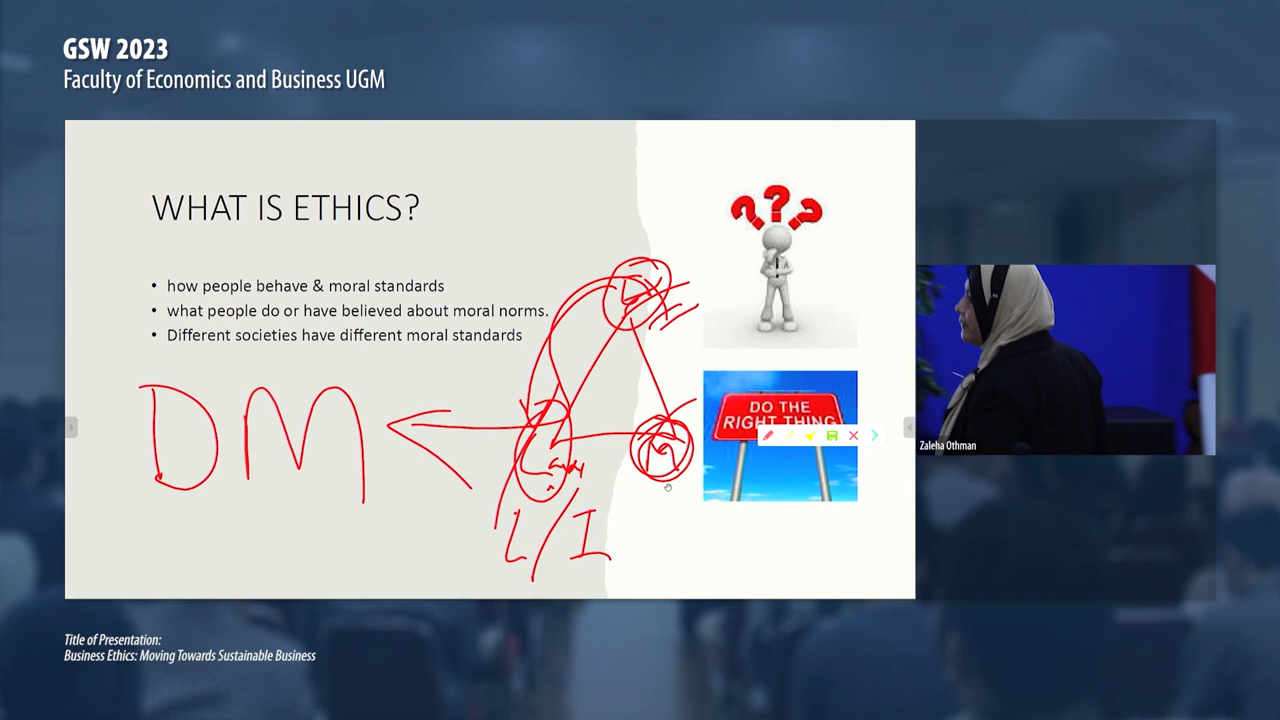 GSW 2023
Faculty of Economics and Business UGM
WHAT IS ETHICS?
• how people behave & moral standards
• what people do or have believed about moral norms.
• Different societies have different moral standards
DM
Law
M
L/I
DO THE
RIGHT THING
Zaleha Othman
Title of Presentation:
Business Ethics: Moving Towards Sustainable Business